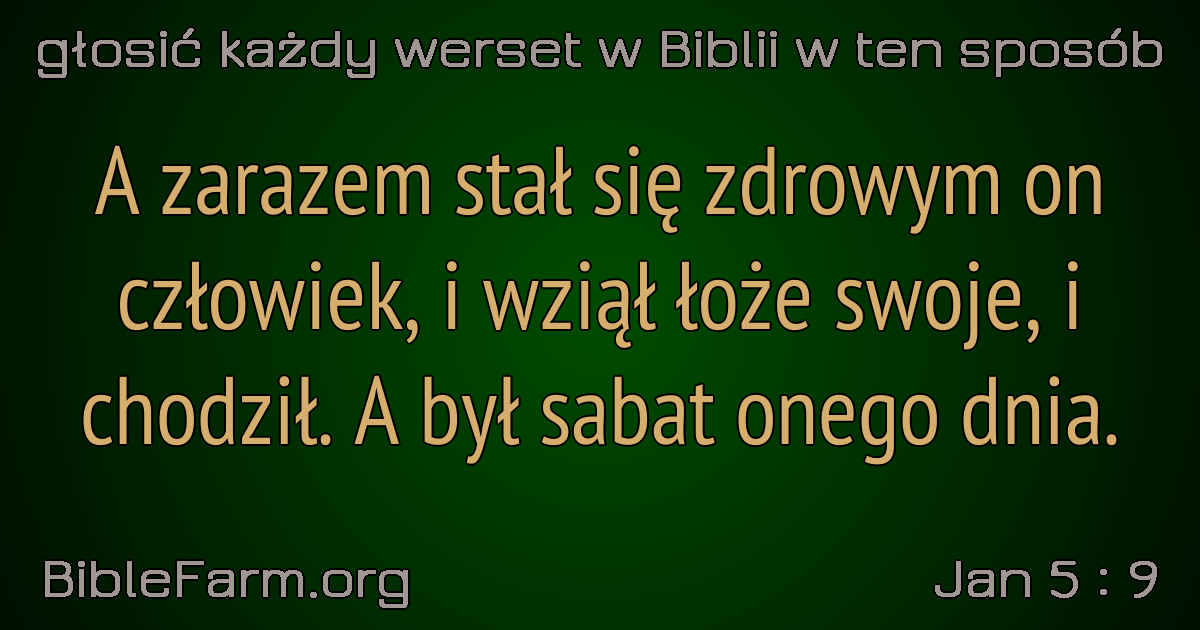 głosić każdy werset w Biblii w ten sposób
A zarazem stał się zdrowym on
człowiek, i wziął łoże swoje, i
chodził. A był sabat onego dnia.
BibleFarm.org
Jan 5 : 9